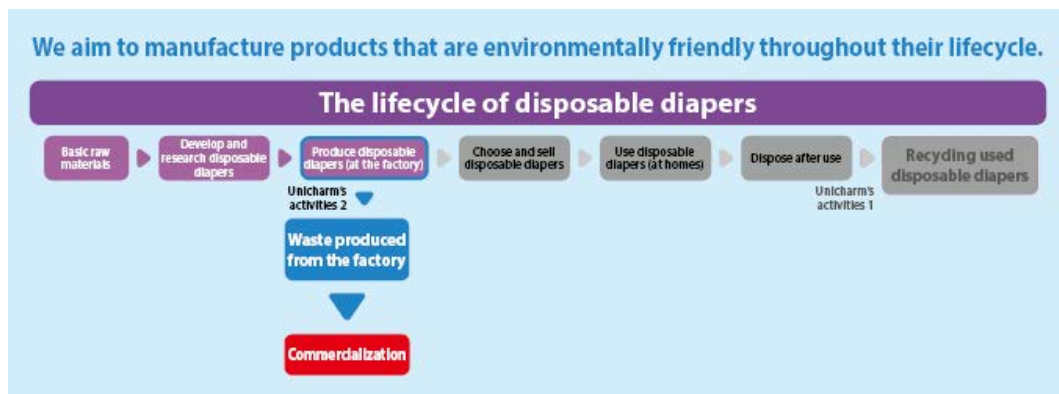 We aim to manufacture products that are environmentally friendly throughout their lifecycle.
The lifecycle of disposable diapers
Basic raw
materials
Develop and
research disposable
diapers
Produce disposable
diapers (at the factory)
Choose and sell
disposable diapers
Use disposable
diapers (at homes)
Dispose after use
Recyding used
disposable diapers
Unicharm's
activities 2
Unicharm's
activities 1
Waste produced
from the factory
Commercialization